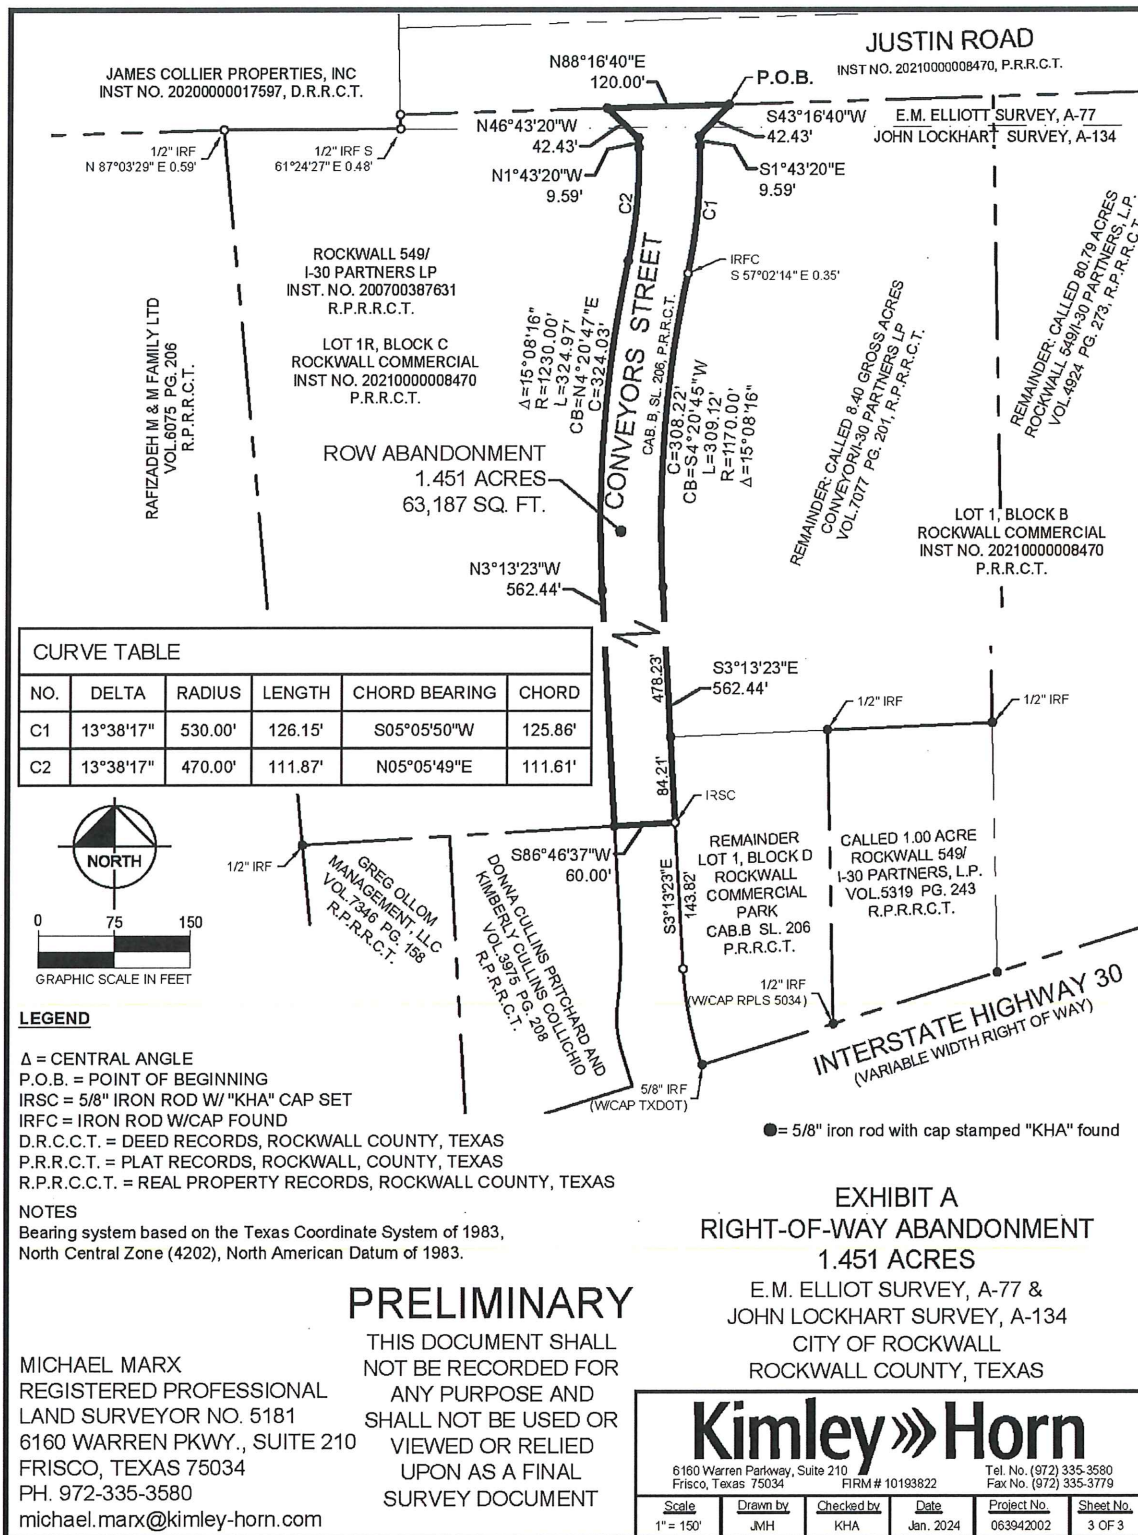 JUSTIN ROAD
INST NO. 20210000008470, P.R.R.C.T.
N88°16'40"E
120.00'
P.O.B.
JAMES COLLIER PROPERTIES, INC
INST NO. 20200000017597, D.R.R.C.T.
E.M. ELLIOTT SURVEY, A-77
JOHN LOCKHART SURVEY, A-134
N46°43'20"W
42.43'
S43°16'40"W
42.43'
1/2" IRF
N 87°03'29" E 0.59'
1/2" IRF S
61°24'27" E 0.48'
N1°43'20"W
9.59'
S1°43'20"E
9.59'
C2
C1
IRFC
S 57°02'14" E 0.35'
ROCKWALL 549/
I-30 PARTNERS LP
INST. NO. 200700387631
R.P.R.R.C.T.
LOT 1R, BLOCK C
ROCKWALL COMMERCIAL
INST NO. 20210000008470
P.R.R.C.T.
RAFIZADEH M & M FAMILY LTD
VOL.6075 PG. 206
R.P.R.R.C.T.
Δ=15°08'16"
R=1230.00'
L=324.97'
CB=N4°20'47"E
C=324.03'
CONVEYORS STREET
CAB. B, SL. 206, P.R.R.C.T.
C=308.22'
CB=S4°20'45"W
L=309.12'
R=1170.00'
Δ=15°08'16"
REMAINDER: CALLED 8.40 GROSS ACRES
CONVEYOR/I-30 PARTNERS LP
VOL.7077 PG. 201, R.P.R.R.C.T.
REMAINDER: CALLED 80.79 ACRES
ROCKWALL 549/I-30 PARTNERS, L.P.
VOL.4924 PG. 273, R.P.R.R.C.T.
ROW ABANDONMENT
1.451 ACRES
63,187 SQ. FT.
LOT 1, BLOCK B
ROCKWALL COMMERCIAL
INST NO. 20210000008470
P.R.R.C.T.
N3°13'23"W
562.44'
CURVE TABLE
NO. DELTA RADIUS LENGTH CHORD BEARING CHORD
C1 13°38'17" 530.00' 126.15' S05°05'50"W 125.86'
C2 13°38'17" 470.00' 111.87' N05°05'49"E 111.61'
478.23'
S3°13'23"E
562.44'
1/2" IRF
1/2" IRF
84.21'
IRSC
NORTH
1/2" IRF
S86°46'37"W
60.00'
GREG OLLOM
MANAGEMENT, LLC
VOL.7346 PG. 158
R.P.R.R.C.T.
DONNA CULLINS PRITCHARD AND
KIMBERLY CULLINS COLLICHIO
VOL.3975 PG. 208
R.P.R.R.C.T.
S3°13'23"E
143.82'
REMAINDER
LOT 1, BLOCK D
ROCKWALL
COMMERCIAL
PARK
CAB.B SL. 206
P.R.R.C.T.
CALLED 1.00 ACRE
ROCKWALL 549/
I-30 PARTNERS, L.P.
VOL.5319 PG. 243
R.P.R.R.C.T.
0 75 150
GRAPHIC SCALE IN FEET
1/2" IRF
(W/CAP RPLS 5034)
INTERSTATE HIGHWAY 30
(VARIABLE WIDTH RIGHT OF WAY)
5/8" IRF
(W/CAP TXDOT)
LEGEND
Δ = CENTRAL ANGLE
P.O.B. = POINT OF BEGINNING
IRSC = 5/8" IRON ROD W/ "KHA" CAP SET
IRFC = IRON ROD W/CAP FOUND
D.R.C.C.T. = DEED RECORDS, ROCKWALL COUNTY, TEXAS
P.R.R.C.T. = PLAT RECORDS, ROCKWALL, COUNTY, TEXAS
R.P.R.C.C.T. = REAL PROPERTY RECORDS, ROCKWALL COUNTY, TEXAS
= 5/8" iron rod with cap stamped "KHA" found
NOTES
Bearing system based on the Texas Coordinate System of 1983,
North Central Zone (4202), North American Datum of 1983.
EXHIBIT A
RIGHT-OF-WAY ABANDONMENT
1.451 ACRES
E.M. ELLIOT SURVEY, A-77 &
JOHN LOCKHART SURVEY, A-134
CITY OF ROCKWALL
ROCKWALL COUNTY, TEXAS
PRELIMINARY
THIS DOCUMENT SHALL
NOT BE RECORDED FOR
ANY PURPOSE AND
SHALL NOT BE USED OR
VIEWED OR RELIED
UPON AS A FINAL
SURVEY DOCUMENT
MICHAEL MARX
REGISTERED PROFESSIONAL
LAND SURVEYOR NO. 5181
6160 WARREN PKWY., SUITE 210
FRISCO, TEXAS 75034
PH. 972-335-3580
michael.marx@kimley-horn.com
Kimley»Horn
6160 Warren Parkway, Suite 210
Frisco, Texas 75034
FIRM # 10193822
Tel. No. (972) 335-3580
Fax No. (972) 335-3779
Scale Drawn by Checked by Date Project No. Sheet No.
1" = 150' JMH KHA Jan. 2024 063942002 3 OF 3